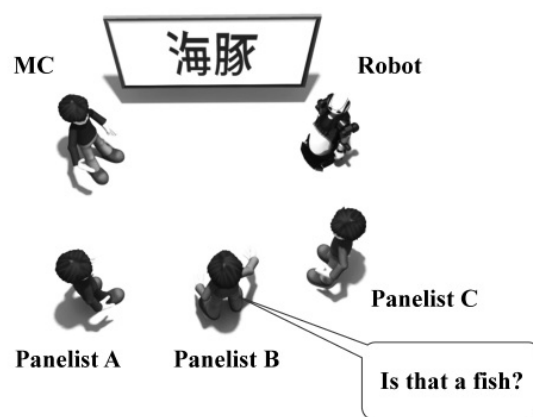 海豚
MC
Robot
Panelist C
Panelist A
Panelist B
Is that a fish?